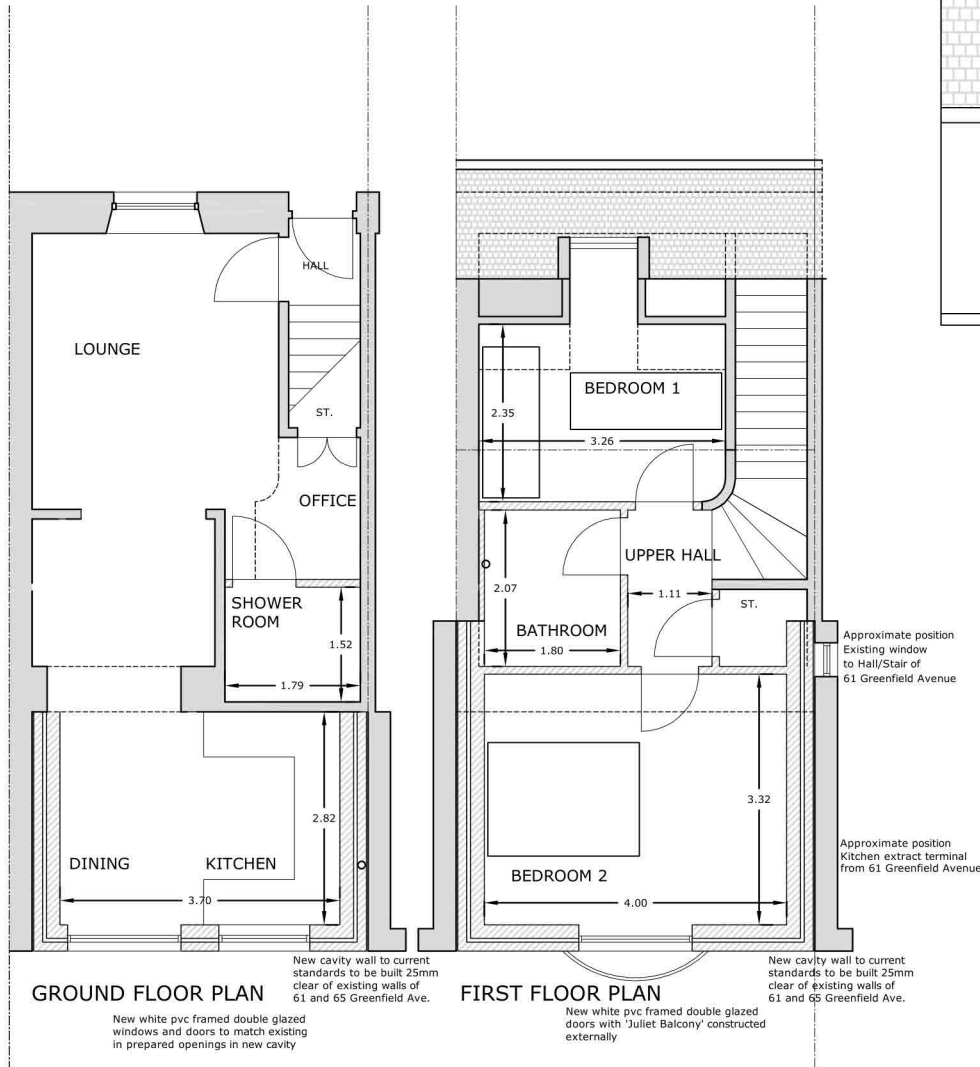 HALL
LOUNGE
ST.
OFFICE
SHOWER
ROOM
1.52
1.79
2.82
DINING
KITCHEN
3.70
GROUND FLOOR PLAN
New cavity wall to current
standards to be built 25mm
clear of existing walls of
61 and 65 Greenfield Ave.
New white pvc framed double glazed
windows and doors to match existing
in prepared openings in new cavity
BEDROOM 1
2.35
3.26
UPPER HALL
2.07
1.11
ST.
BATHROOM
1.80
Approximate position
Existing window
to Hall/Stair of
61 Greenfield Avenue
3.32
Approximate position
Kitchen extract terminal
from 61 Greenfield Avenue
BEDROOM 2
4.00
FIRST FLOOR PLAN
New cavity wall to current
standards to be built 25mm
clear of existing walls of
61 and 65 Greenfield Ave.
New white pvc framed double glazed
doors with 'Juliet Balcony' constructed
externally